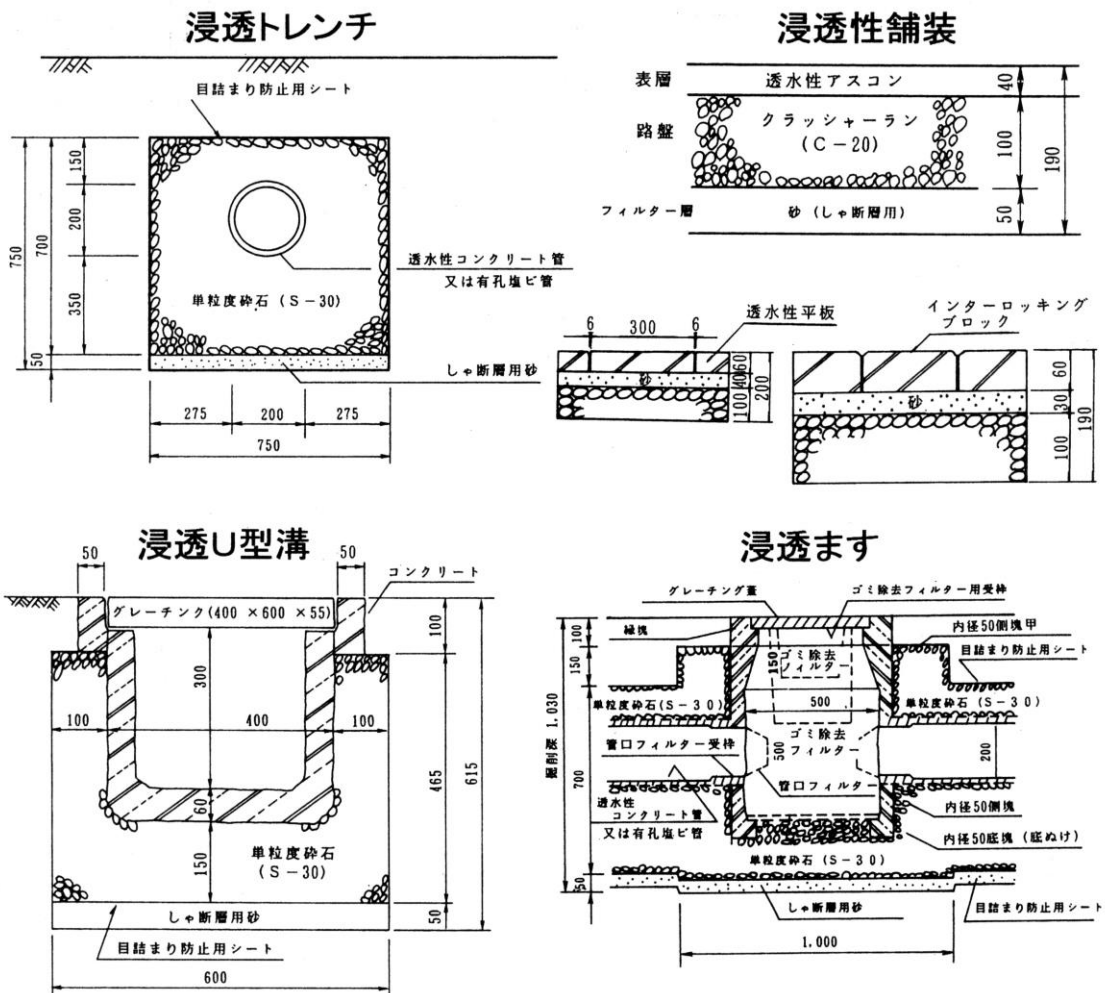 浸透トレンチ
目詰まり防止用シート
750
700
150
200
350
50
透水性コンクリート管
又は有孔塩ビ管
単粒度砕石(S-30)
しゃ断層用砂
275
200
275
750
浸透性舗装
表層
透水性アスコン
40
路盤
クラッシャーラン
(C-20)
100
190
フィルター層
砂(しゃ断層用)
50
6
300
6
透水性平板
砂
60
40
100
200
インターロッキング
ブロック
砂
60
30
100
190
浸透U型溝
50
50
コンクリート
グレーチンク(400×600×55)
100
300
100
400
100
465
615
60
単粒度砕石
(S-30)
150
しゃ断層用砂
50
目詰まり防止用シート
600
浸透ます
グレーチング蓋
ゴミ除去フィルター用受枠
縁塊
内径50側塊甲
目詰まり防止用シート
100
150
150
ゴミ除去
フィルター
単粒度砕石(S-30)
500
単粒度砕石(S-30)
掘削深 1.030
700
管口フィルター受枠
500
ゴミ除去
フィルター
200
管口フィルター
透水性
コンクリート管
又は有孔塩ビ管
内径50側塊
内径50底塊(底ぬけ)
単粒度砕石(S-30)
50
しゃ断層用砂
目詰まり防止用シート
1.000